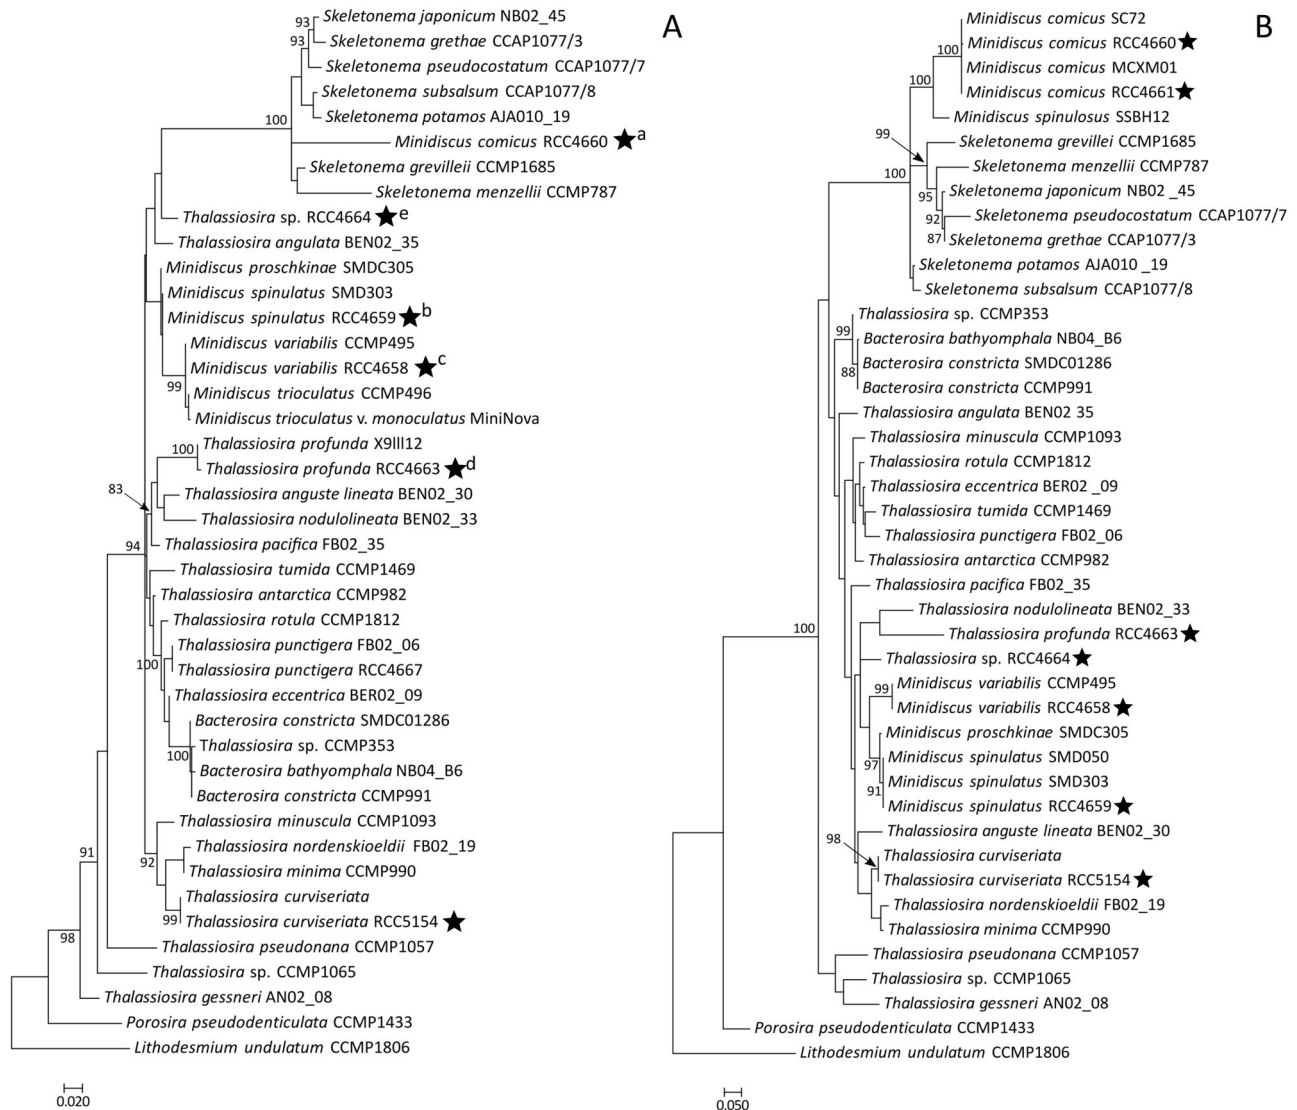 A
93
Skeletonema japonicum NB02_45
93
Skeletonema grethae CCAP1077/3
Skeletonema pseudocostatum CCAP1077/7
Skeletonema subsalsum CCAP1077/8
Skeletonema potamos AJA010_19
100
Minidiscus comicus RCC4660 ★a
Skeletonema grevilleii CCMP1685
Skeletonema menzellii CCMP787
Thalassiosira sp. RCC4664 ★e
Thalassiosira angulata BEN02_35
Minidiscus proschkinae SMDC305
Minidiscus spinulatus SMD303
Minidiscus spinulatus RCC4659 ★b
Minidiscus variabilis CCMP495
Minidiscus variabilis RCC4658 ★c
99
Minidiscus trioculatus CCMP496
Minidiscus trioculatus v. monoculatus MiniNova
Thalassiosira profunda X9lll12
100
Thalassiosira profunda RCC4663 ★d
83
Thalassiosira anguste lineata BEN02_30
Thalassiosira nodulolineata BEN02_33
94
Thalassiosira pacifica FB02_35
Thalassiosira tumida CCMP1469
Thalassiosira antarctica CCMP982
Thalassiosira rotula CCMP1812
Thalassiosira punctigera FB02_06
100
Thalassiosira punctigera RCC4667
Thalassiosira eccentrica BER02_09
Bacterosira constricta SMDC01286
Thalassiosira sp. CCMP353
100
Bacterosira bathyomphala NB04_B6
Bacterosira constricta CCMP991
Thalassiosira minuscula CCMP1093
Thalassiosira nordenskioeldii FB02_19
91
92
Thalassiosira minima CCMP990
Thalassiosira curviseriata
99
Thalassiosira curviseriata RCC5154 ★
98
Thalassiosira pseudonana CCMP1057
Thalassiosira sp. CCMP1065
Thalassiosira gessneri AN02_08
Porosira pseudodenticulata CCMP1433
Lithodesmium undulatum CCMP1806
0.020
B
Minidiscus comicus SC72
Minidiscus comicus RCC4660 ★
100
Minidiscus comicus MCXM01
100
Minidiscus comicus RCC4661 ★
Minidiscus spinulosus SSBH12
99
Skeletonema grevillei CCMP1685
100
Skeletonema menzellii CCMP787
95
Skeletonema japonicum NB02 _45
92
Skeletonema pseudocostatum CCAP1077/7
87
Skeletonema grethae CCAP1077/3
Skeletonema potamos AJA010 _19
Skeletonema subsalsum CCAP1077/8
Thalassiosira sp. CCMP353
99
Bacterosira bathyomphala NB04_B6
Bacterosira constricta SMDC01286
88
Bacterosira constricta CCMP991
Thalassiosira angulata BEN02 35
Thalassiosira minuscula CCMP1093
Thalassiosira rotula CCMP1812
Thalassiosira eccentrica BER02 _09
Thalassiosira tumida CCMP1469
Thalassiosira punctigera FB02_06
Thalassiosira antarctica CCMP982
Thalassiosira pacifica FB02_35
Thalassiosira nodulolineata BEN02_33
100
Thalassiosira profunda RCC4663 ★
Thalassiosira sp. RCC4664 ★
99
Minidiscus variabilis CCMP495
Minidiscus variabilis RCC4658 ★
Minidiscus proschkinae SMDC305
97
Minidiscus spinulatus SMD050
Minidiscus spinulatus SMD303
91
Minidiscus spinulatus RCC4659 ★
98
Thalassiosira anguste lineata BEN02_30
Thalassiosira curviseriata
Thalassiosira curviseriata RCC5154 ★
Thalassiosira nordenskioeldii FB02_19
Thalassiosira minima CCMP990
Thalassiosira pseudonana CCMP1057
Thalassiosira sp. CCMP1065
Thalassiosira gessneri AN02_08
Porosira pseudodenticulata CCMP1433
Lithodesmium undulatum CCMP1806
0.050